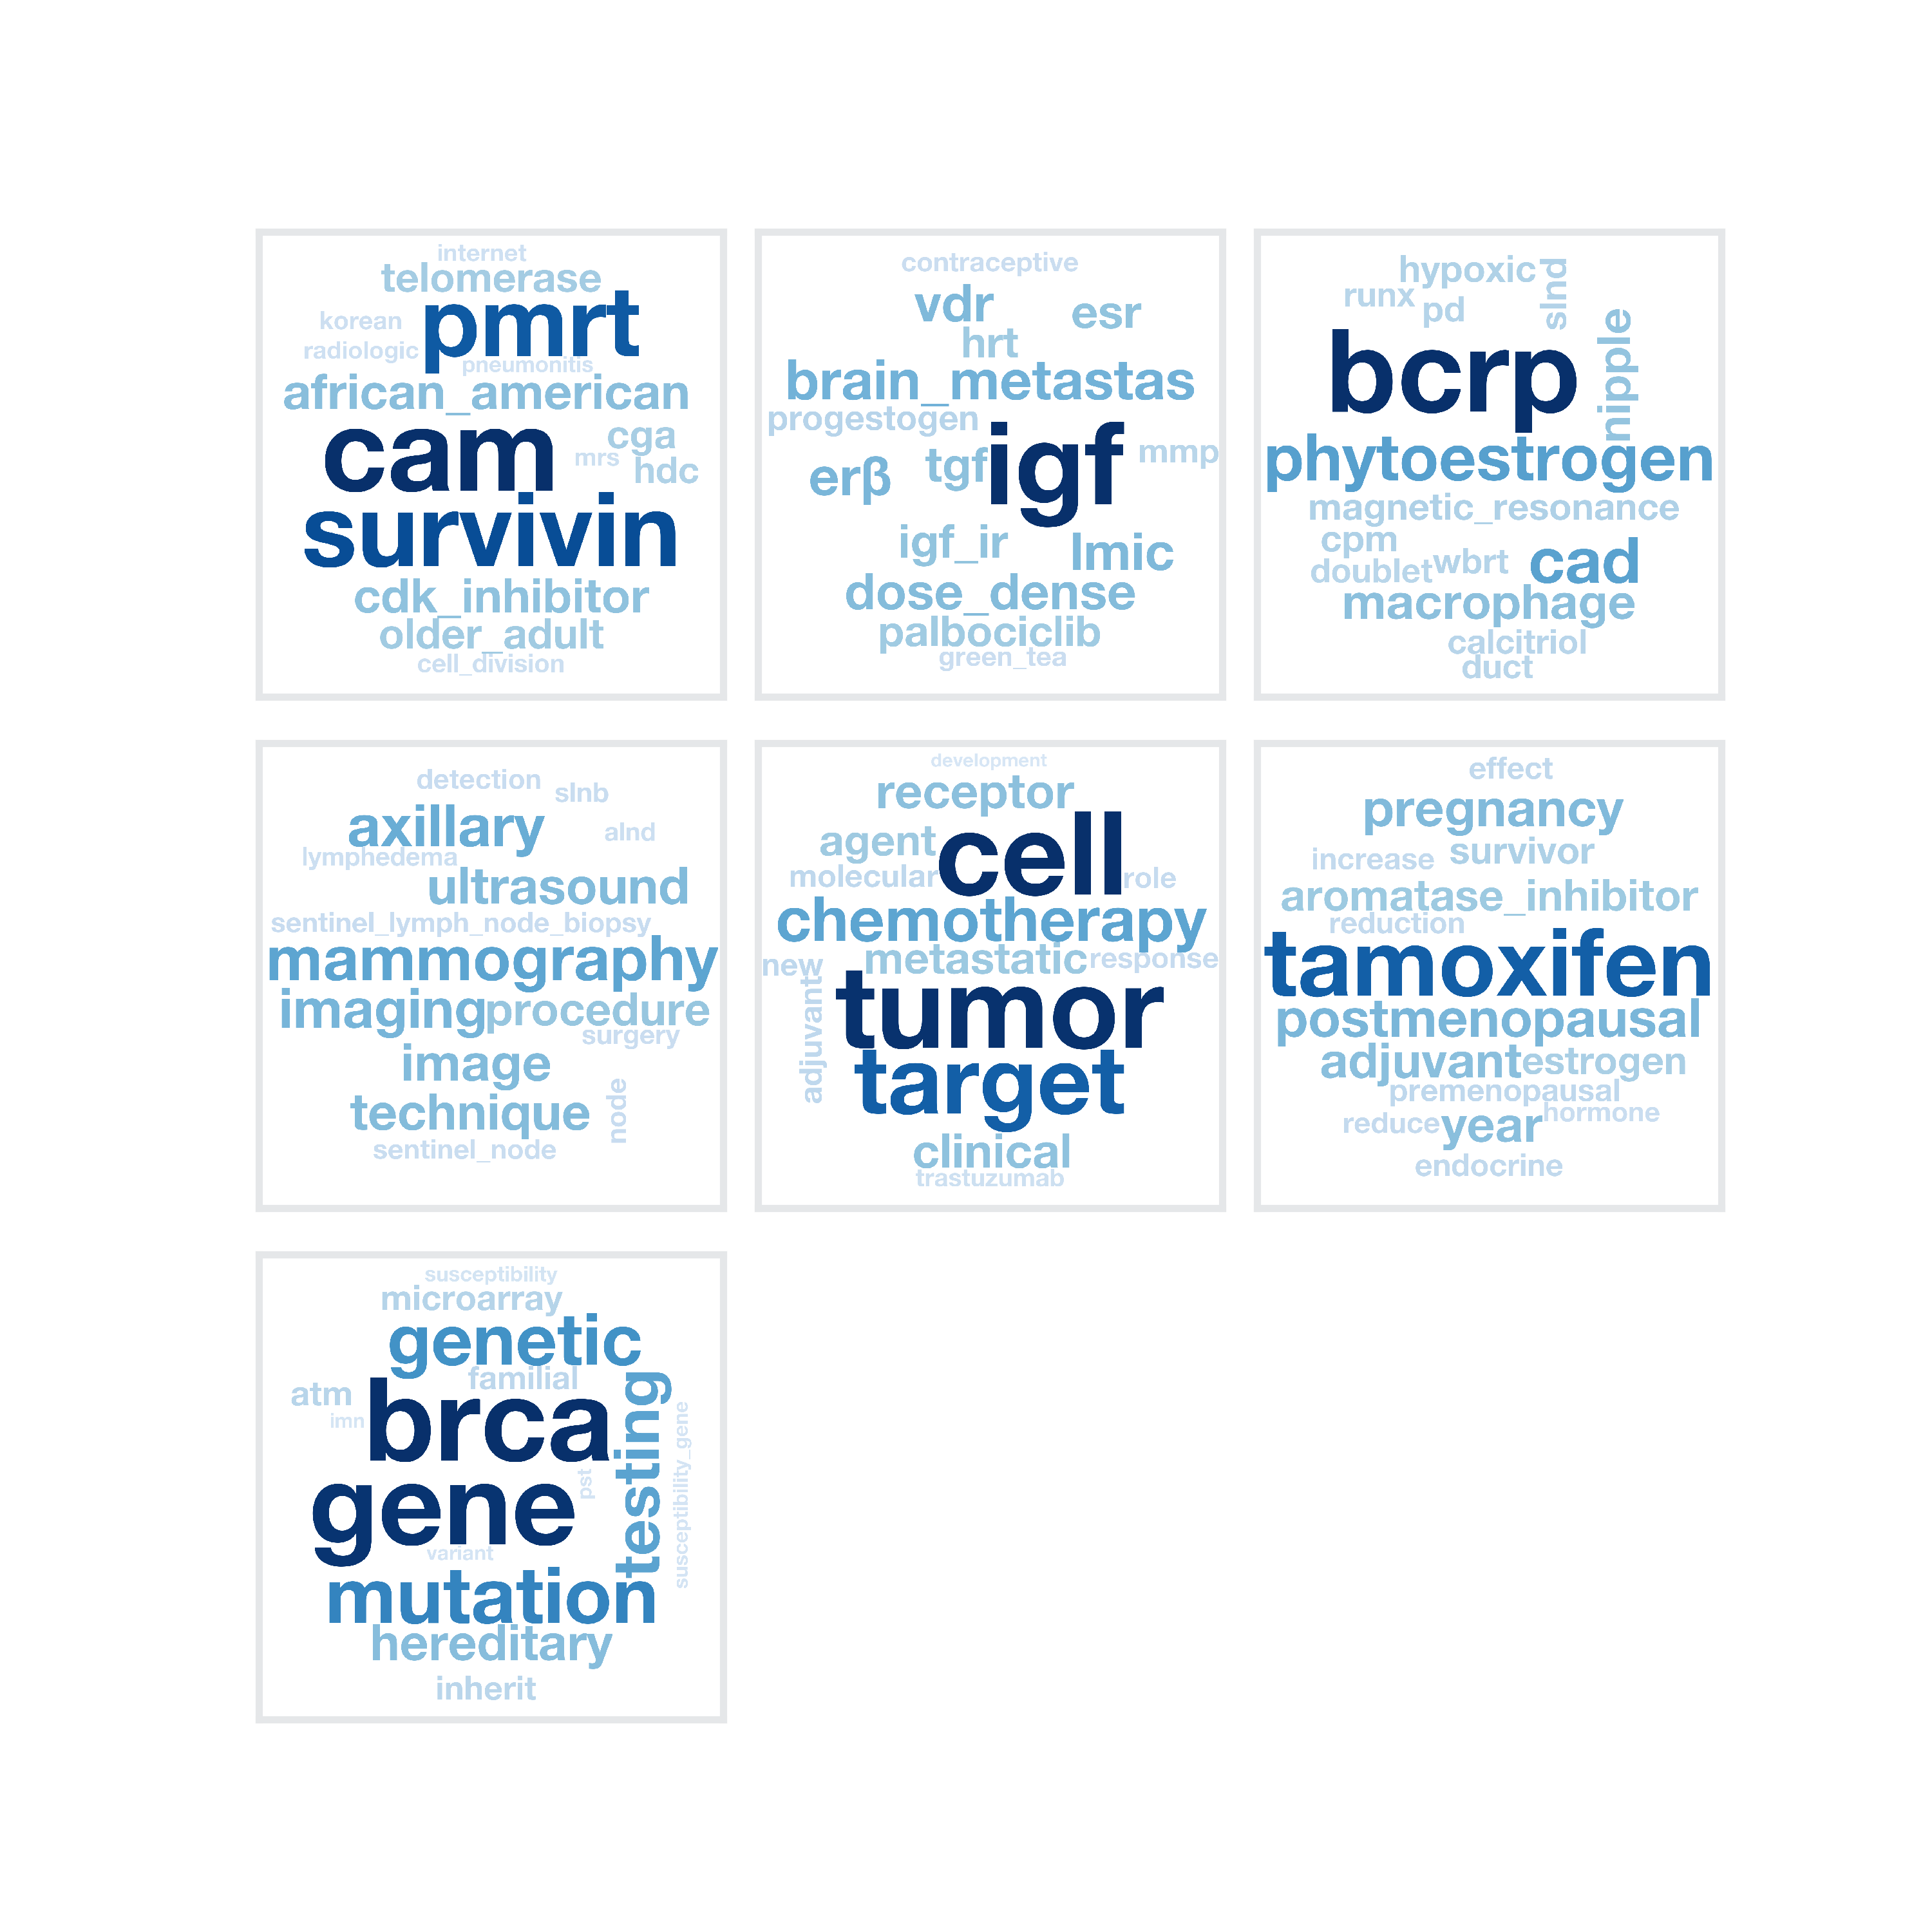 internet
telomerase
pmrt
korean
radiologic
pneumonitis
african_american
cam
cga
mrs
hdc
survivin
cdk_inhibitor
older_adult
cell_division
contraceptive
vdr
esr
hrt
brain_metastas
progestogen
igf
mmp
erβ
tgf
igf_ir
lmic
dose_dense
palbociclib
green_tea
hypoxic
slnd
runx
pd
nipple
bcrp
phytoestrogen
magnetic_resonance
cpm
doublet
wbrt
cad
macrophage
calcitriol
duct
detection
slnb
axillary
alnd
lymphedema
ultrasound
sentinel_lymph_node_biopsy
mammography
imaging
procedure
surgery
image
technique
node
sentinel_node
development
receptor
agent
cell
molecular
role
chemotherapy
new
metastatic
response
adjuvant
tumor
target
clinical
trastuzumab
effect
pregnancy
increase
survivor
aromatase_inhibitor
reduction
tamoxifen
postmenopausal
adjuvant
estrogen
premenopausal
reduce
year
hormone
endocrine
susceptibility
microarray
genetic
familial
atm
imn
brca
testing
susceptibility_gene
gene
pst
variant
mutation
hereditary
inherit